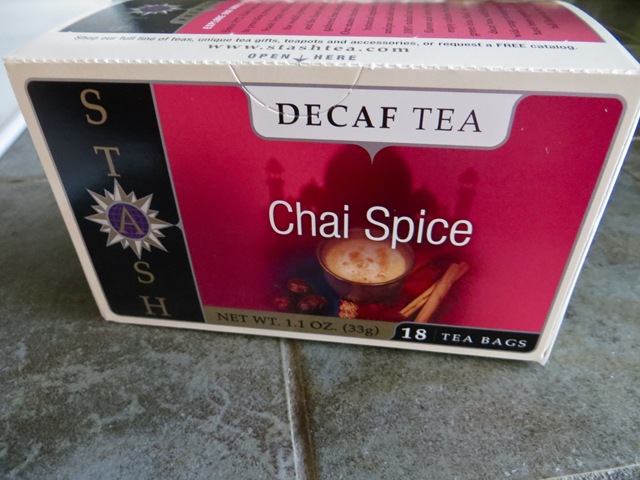 Shop our full line of teas, unique tea gifts, teapots and accessories, or request a FREE catalog.
www.stashtea.com
OPEN HERE
STASH
DECAF TEA
Chai Spice
NET WT. 1.1 OZ. (33g)
18 TEA BAGS